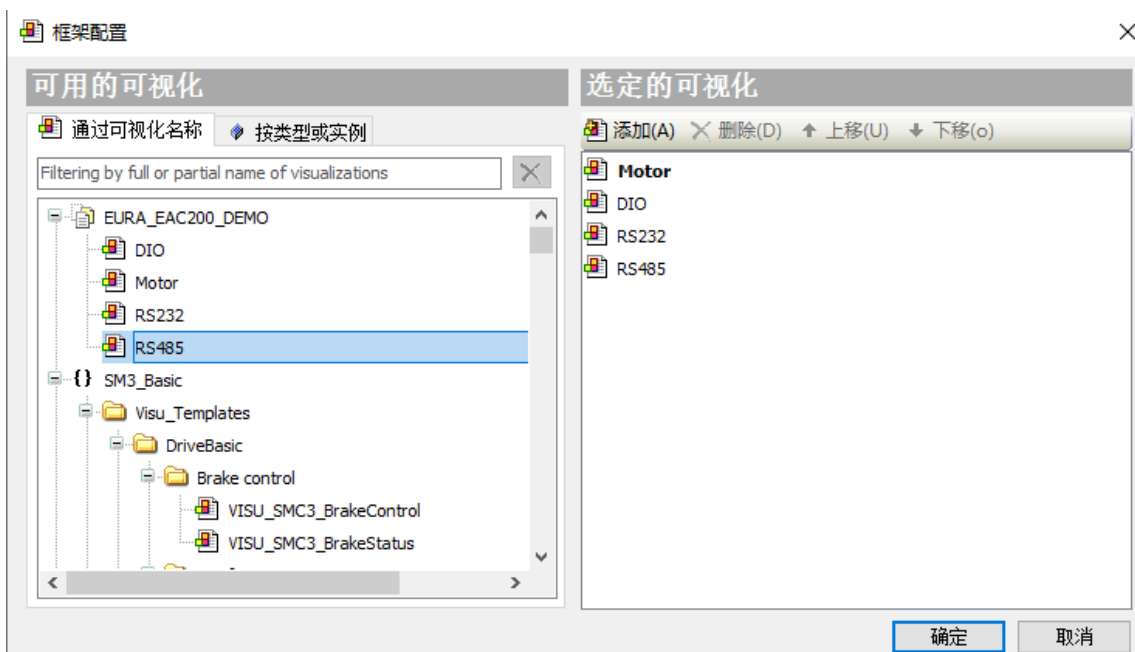 框架配置
可用的可视化
通过可视化名称
按类型或实例
Filtering by full or partial name of visualizations
EURA_EAC200_DEMO
DIO
Motor
RS232
RS485
SM3_Basic
Visu_Templates
DriveBasic
Brake control
VISU_SMC3_BrakeControl
VISU_SMC3_BrakeStatus
选定的可视化
添加(A) 删除(D) 上移(U) 下移(o)
Motor
DIO
RS232
RS485
确定
取消